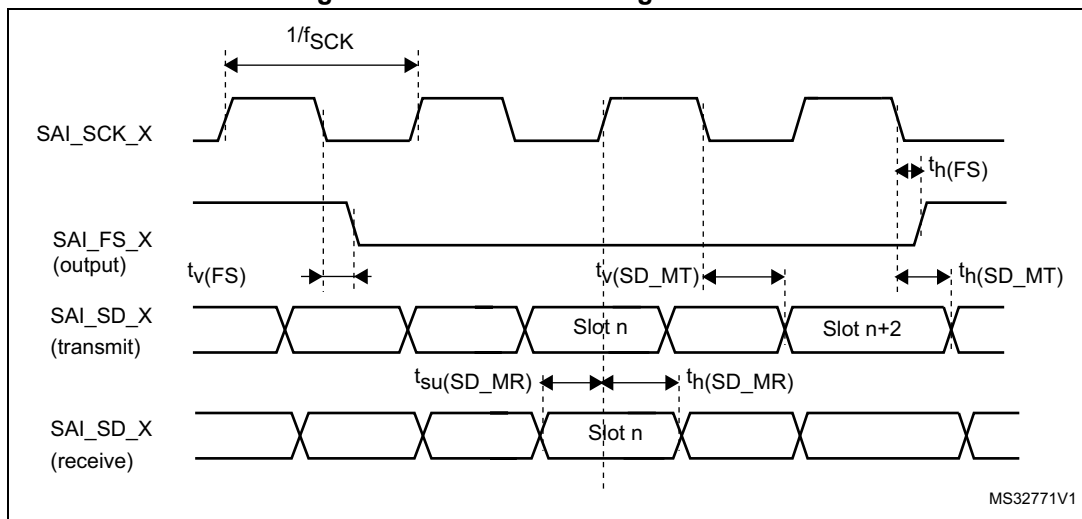 1/fSCK
SAI_SCK_X
th(FS)
SAI_FS_X
(output)
tv(FS)
tv(SD_MT)
th(SD_MT)
SAI_SD_X
(transmit)
Slot n
Slot n+2
tsu(SD_MR)
th(SD_MR)
SAI_SD_X
(receive)
Slot n
MS32771V1